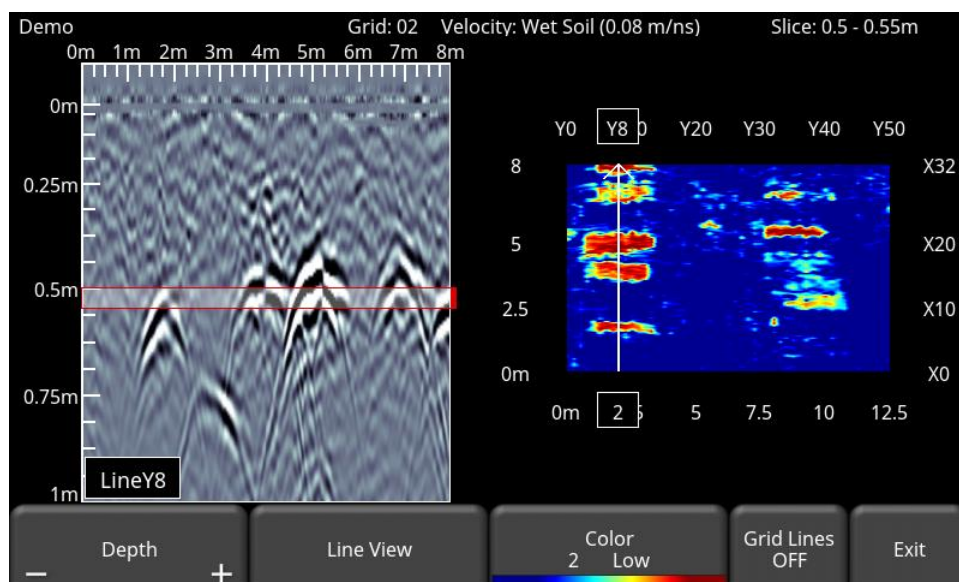 Demo Grid: 02 Velocity: Wet Soil (0.08 m/ns) Slice: 0.5 - 0.55m
0m 1m 2m 3m 4m 5m 6m 7m 8m
0m
0.25m
0.5m
0.75m
1m
LineY8
Y0 Y8 0 Y20 Y30 Y40 Y50
8 X32
5 X20
2.5 X10
0m X0
0m 2 5 7.5 10 12.5
Depth
− +
Line View
Color
2 Low
Grid Lines
OFF
Exit